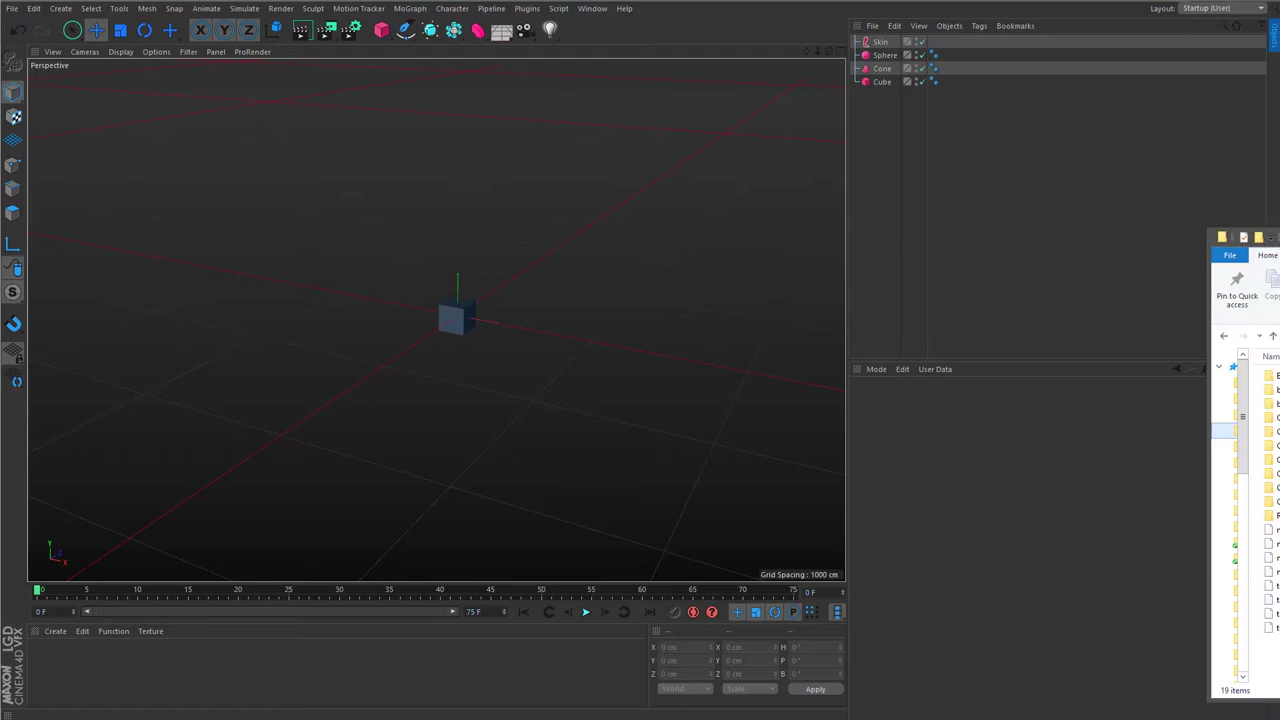 File Edit Create Select Tools Mesh Snap Animate Simulate Render Sculpt Motion Tracker MoGraph Character Pipeline Plugins Script Window Help Layout: Startup (User)
X Y Z
File Edit View Objects Tags Bookmarks
View Cameras Display Options Filter Panel ProRender
Perspective
Skin
Sphere
Cone
Cube
Objects
File Home
Pin to Quick access
Mode Edit User Data
Y
Z
X
Grid Spacing : 1000 cm
0 5 10 15 20 25 30 35 40 45 50 55 60 65 70 75 0 F
0 F 75 F
Create Edit Function Texture
-- -- --
X 0 cm X 0 cm H 0 °
Y 0 cm Y 0 cm P 0 °
Z 0 cm Z 0 cm B 0 °
World Scale Apply
MAXON CINEMA 4D
LGD VFX
19 items